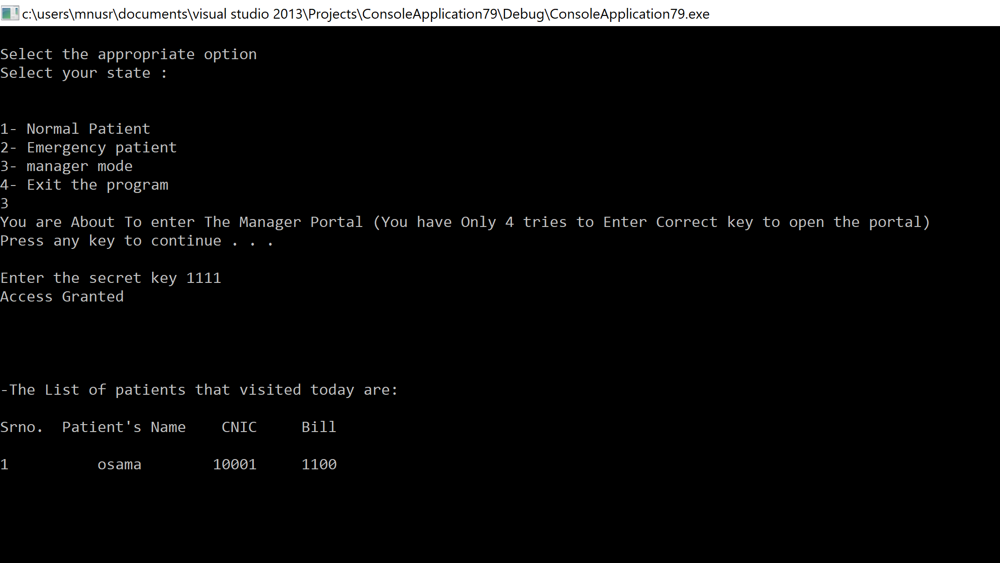 c:\users\mnusr\documents\visual studio 2013\Projects\ConsoleApplication79\Debug\ConsoleApplication79.exe
Select the appropriate option
Select your state :
1- Normal Patient
2- Emergency patient
3- manager mode
4- Exit the program
3
You are About To enter The Manager Portal (You have Only 4 tries to Enter Correct key to open the portal)
Press any key to continue . . .
Enter the secret key 1111
Access Granted
-The List of patients that visited today are:
Srno.  Patient's Name    CNIC     Bill
1          osama        10001     1100